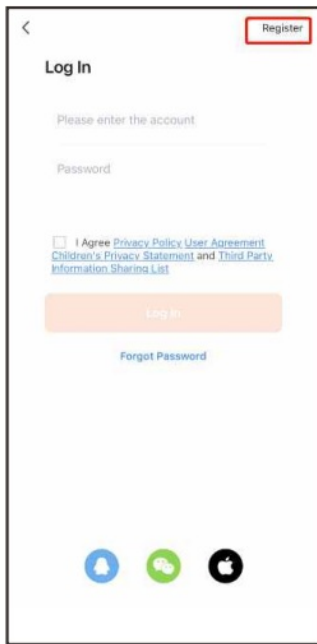 Register
Log In
Please enter the account
Password
I Agree Privacy Policy User Agreement
Children's Privacy Statement and Third Party
Information Sharing List
Log In
Forgot Password